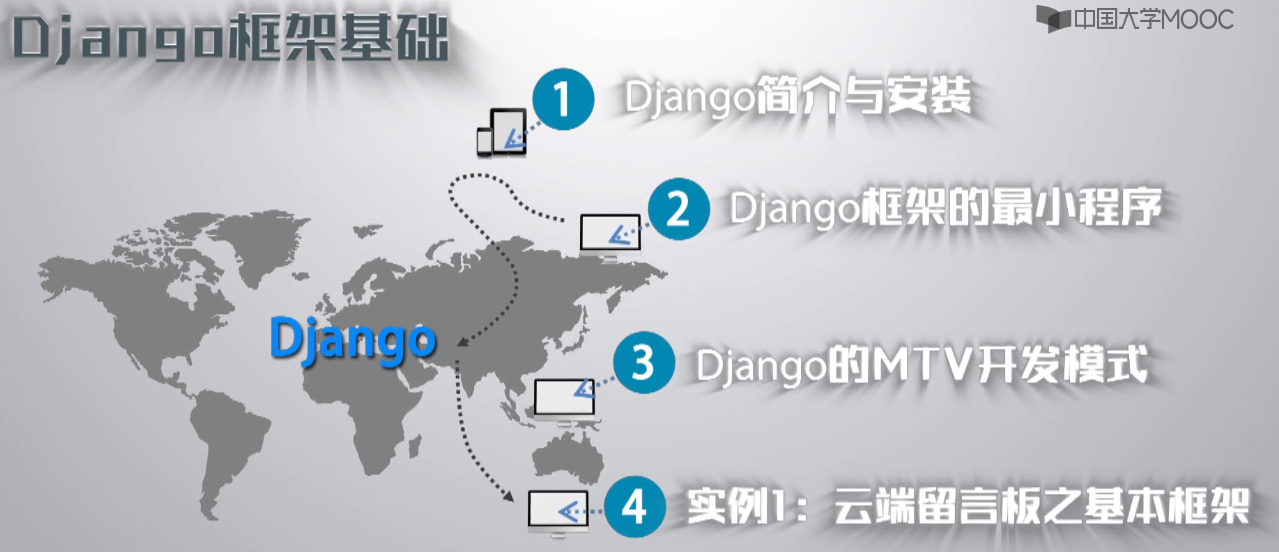 Django框架基础
中国大学MOOC
1 Django简介与安装
2 Django框架的最小程序
Django
3 Django的MTV开发模式
4 实例1：云端留言板之基本框架